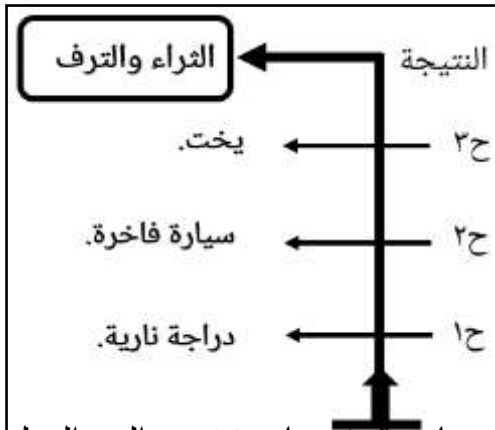 النتيجة الثراء والترف
ح٣ يخت.
ح٢ سيارة فاخرة.
ح١ دراجة نارية.